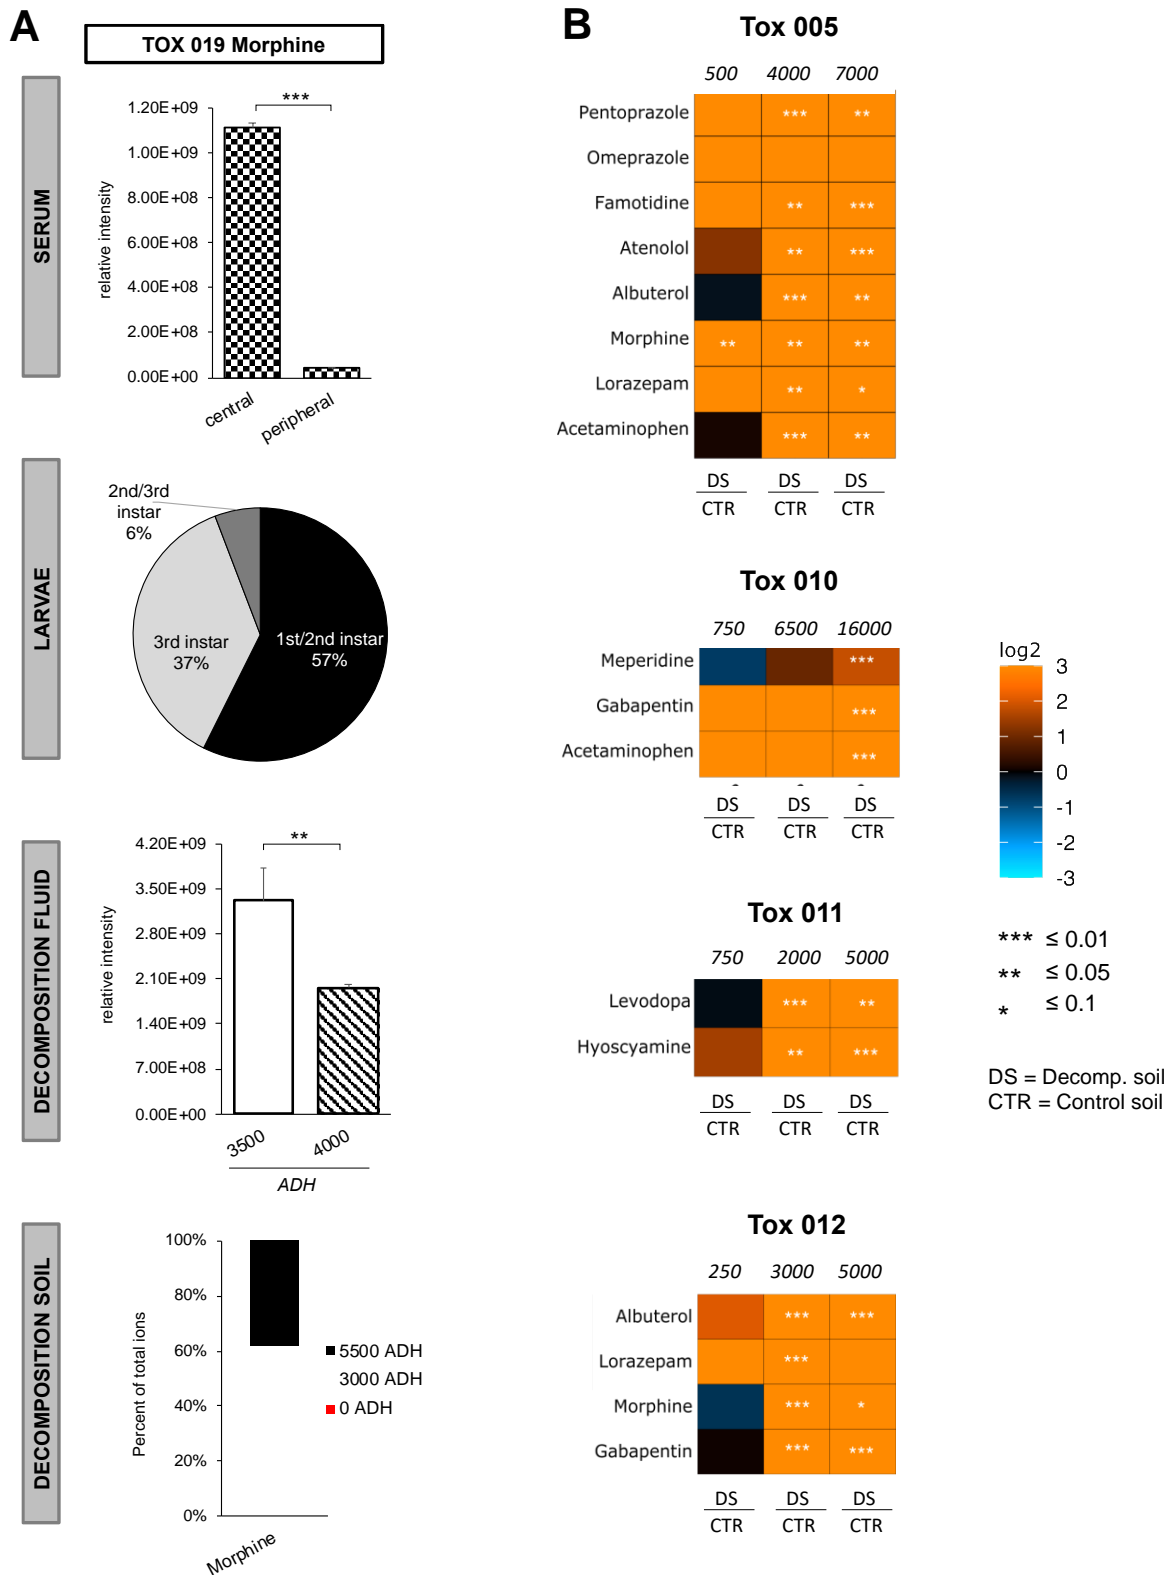 A
TOX 019 Morphine
SERUM
relative intensity
1.20E+09
1.00E+09
8.00E+08
6.00E+08
4.00E+08
2.00E+08
0.00E+00
***
central
peripheral
LARVAE
2nd/3rd
instar
6%
3rd instar
37%
1st/2nd instar
57%
DECOMPOSITION FLUID
relative intensity
4.20E+09
3.50E+09
2.80E+09
2.10E+09
1.40E+09
7.00E+08
0.00E+00
**
3500
4000
ADH
DECOMPOSITION SOIL
Percent of total ions
100%
80%
60%
40%
20%
0%
5500 ADH
3000 ADH
0 ADH
Morphine
B
Tox 005
500 4000 7000
Pentoprazole *** **
Omeprazole
Famotidine ** ***
Atenolol ** ***
Albuterol *** **
Morphine ** ** **
Lorazepam ** *
Acetaminophen *** **
DS DS DS
CTR CTR CTR
Tox 010
750 6500 16000
Meperidine ***
Gabapentin ***
Acetaminophen ***
DS DS DS
CTR CTR CTR
Tox 011
750 2000 5000
Levodopa *** **
Hyoscyamine ** ***
DS DS DS
CTR CTR CTR
Tox 012
250 3000 5000
Albuterol *** ***
Lorazepam ***
Morphine *** *
Gabapentin *** ***
DS DS DS
CTR CTR CTR
log2
3
2
1
0
-1
-2
-3
*** ≤ 0.01
** ≤ 0.05
* ≤ 0.1
DS = Decomp. soil
CTR = Control soil